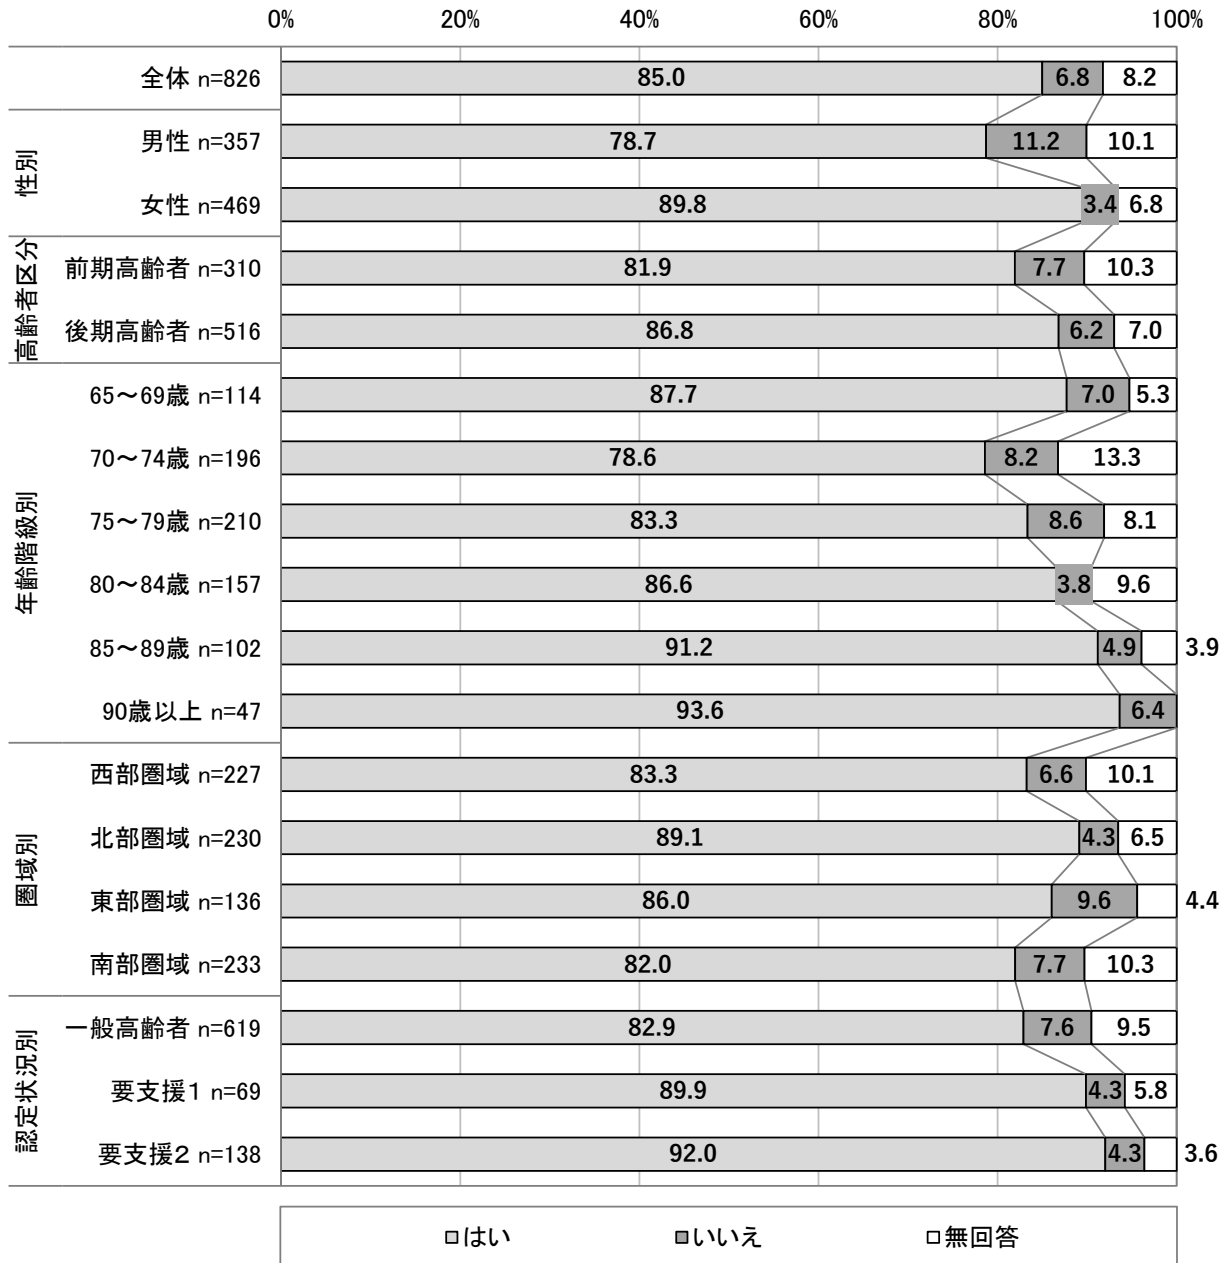 0% 20% 40% 60% 80% 100%
全体 n=826 85.0 6.8 8.2
性別
男性 n=357 78.7 11.2 10.1
女性 n=469 89.8 3.4 6.8
高齢者区分
前期高齢者 n=310 81.9 7.7 10.3
後期高齢者 n=516 86.8 6.2 7.0
年齢階級別
65～69歳 n=114 87.7 7.0 5.3
70～74歳 n=196 78.6 8.2 13.3
75～79歳 n=210 83.3 8.6 8.1
80～84歳 n=157 86.6 3.8 9.6
85～89歳 n=102 91.2 4.9 3.9
90歳以上 n=47 93.6 6.4
圏域別
西部圏域 n=227 83.3 6.6 10.1
北部圏域 n=230 89.1 4.3 6.5
東部圏域 n=136 86.0 9.6 4.4
南部圏域 n=233 82.0 7.7 10.3
認定状況別
一般高齢者 n=619 82.9 7.6 9.5
要支援１ n=69 89.9 4.3 5.8
要支援２ n=138 92.0 4.3 3.6
はい いいえ 無回答